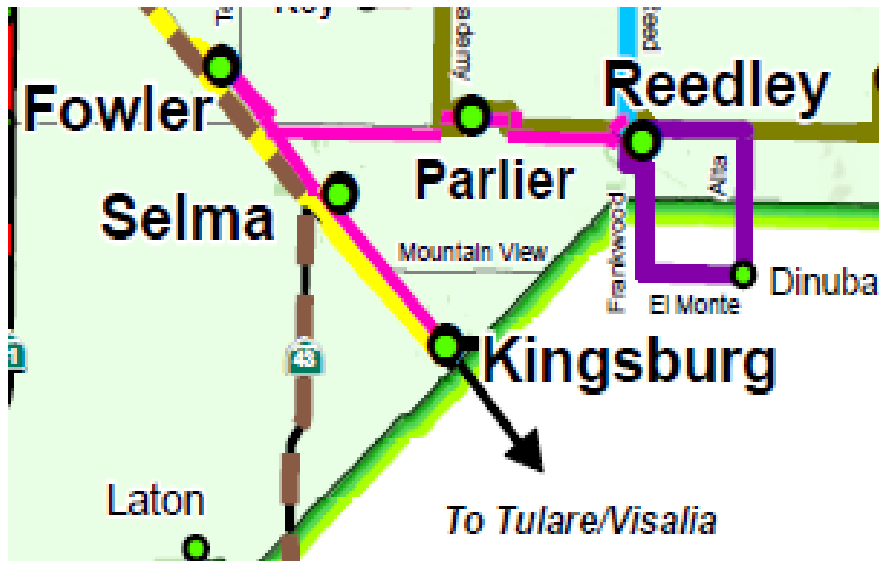 Fowler
Reedley
Parlier
Alta
Selma
Mountain View
Frankwood
Dinuba
El Monte
43
Kingsburg
Laton
To Tulare/Visalia